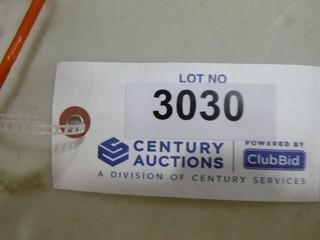 LOT NO
3030
CENTURY
AUCTIONS
POWERED BY
ClubBid
A DIVISION OF CENTURY SERVICES